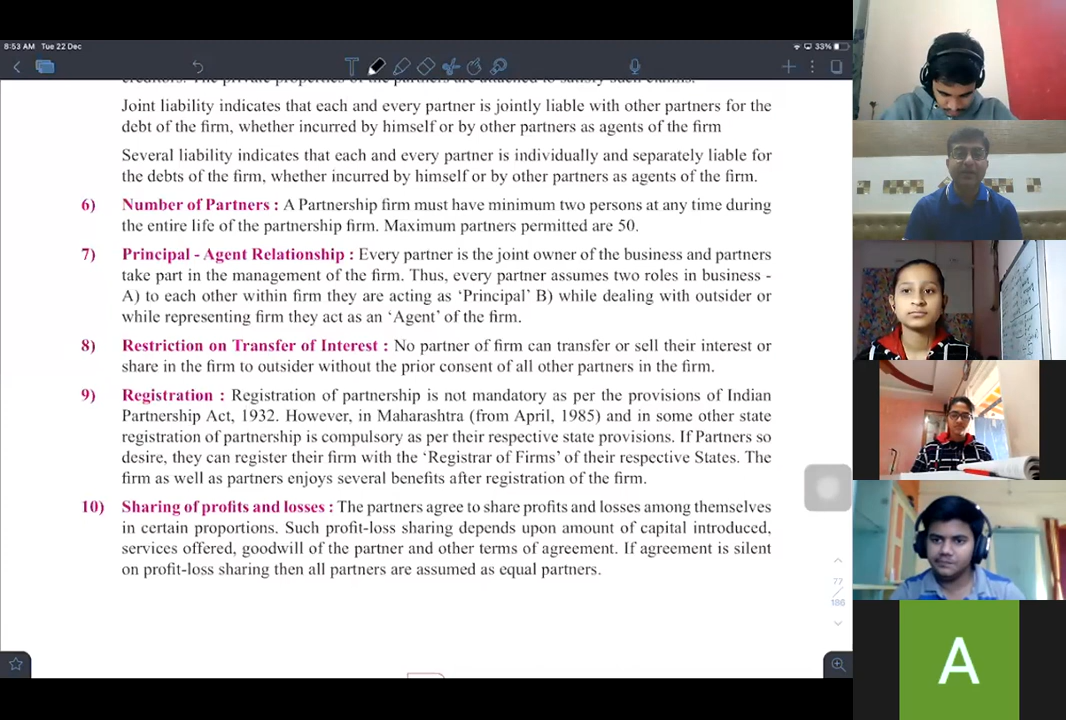 8:53 AM Tue 22 Dec
33%
creditors. The private properties of the partners are attached to satisfy such claims.
Joint liability indicates that each and every partner is jointly liable with other partners for the
debt of the firm, whether incurred by himself or by other partners as agents of the firm
Several liability indicates that each and every partner is individually and separately liable for
the debts of the firm, whether incurred by himself or by other partners as agents of the firm.
6) Number of Partners : A Partnership firm must have minimum two persons at any time during
the entire life of the partnership firm. Maximum partners permitted are 50.
7) Principal - Agent Relationship : Every partner is the joint owner of the business and partners
take part in the management of the firm. Thus, every partner assumes two roles in business -
A) to each other within firm they are acting as ‘Principal’ B) while dealing with outsider or
while representing firm they act as an ‘Agent’ of the firm.
8) Restriction on Transfer of Interest : No partner of firm can transfer or sell their interest or
share in the firm to outsider without the prior consent of all other partners in the firm.
9) Registration : Registration of partnership is not mandatory as per the provisions of Indian
Partnership Act, 1932. However, in Maharashtra (from April, 1985) and in some other state
registration of partnership is compulsory as per their respective state provisions. If Partners so
desire, they can register their firm with the ‘Registrar of Firms’ of their respective States. The
firm as well as partners enjoys several benefits after registration of the firm.
10) Sharing of profits and losses : The partners agree to share profits and losses among themselves
in certain proportions. Such profit-loss sharing depends upon amount of capital introduced,
services offered, goodwill of the partner and other terms of agreement. If agreement is silent
on profit-loss sharing then all partners are assumed as equal partners.
77
/
186
A